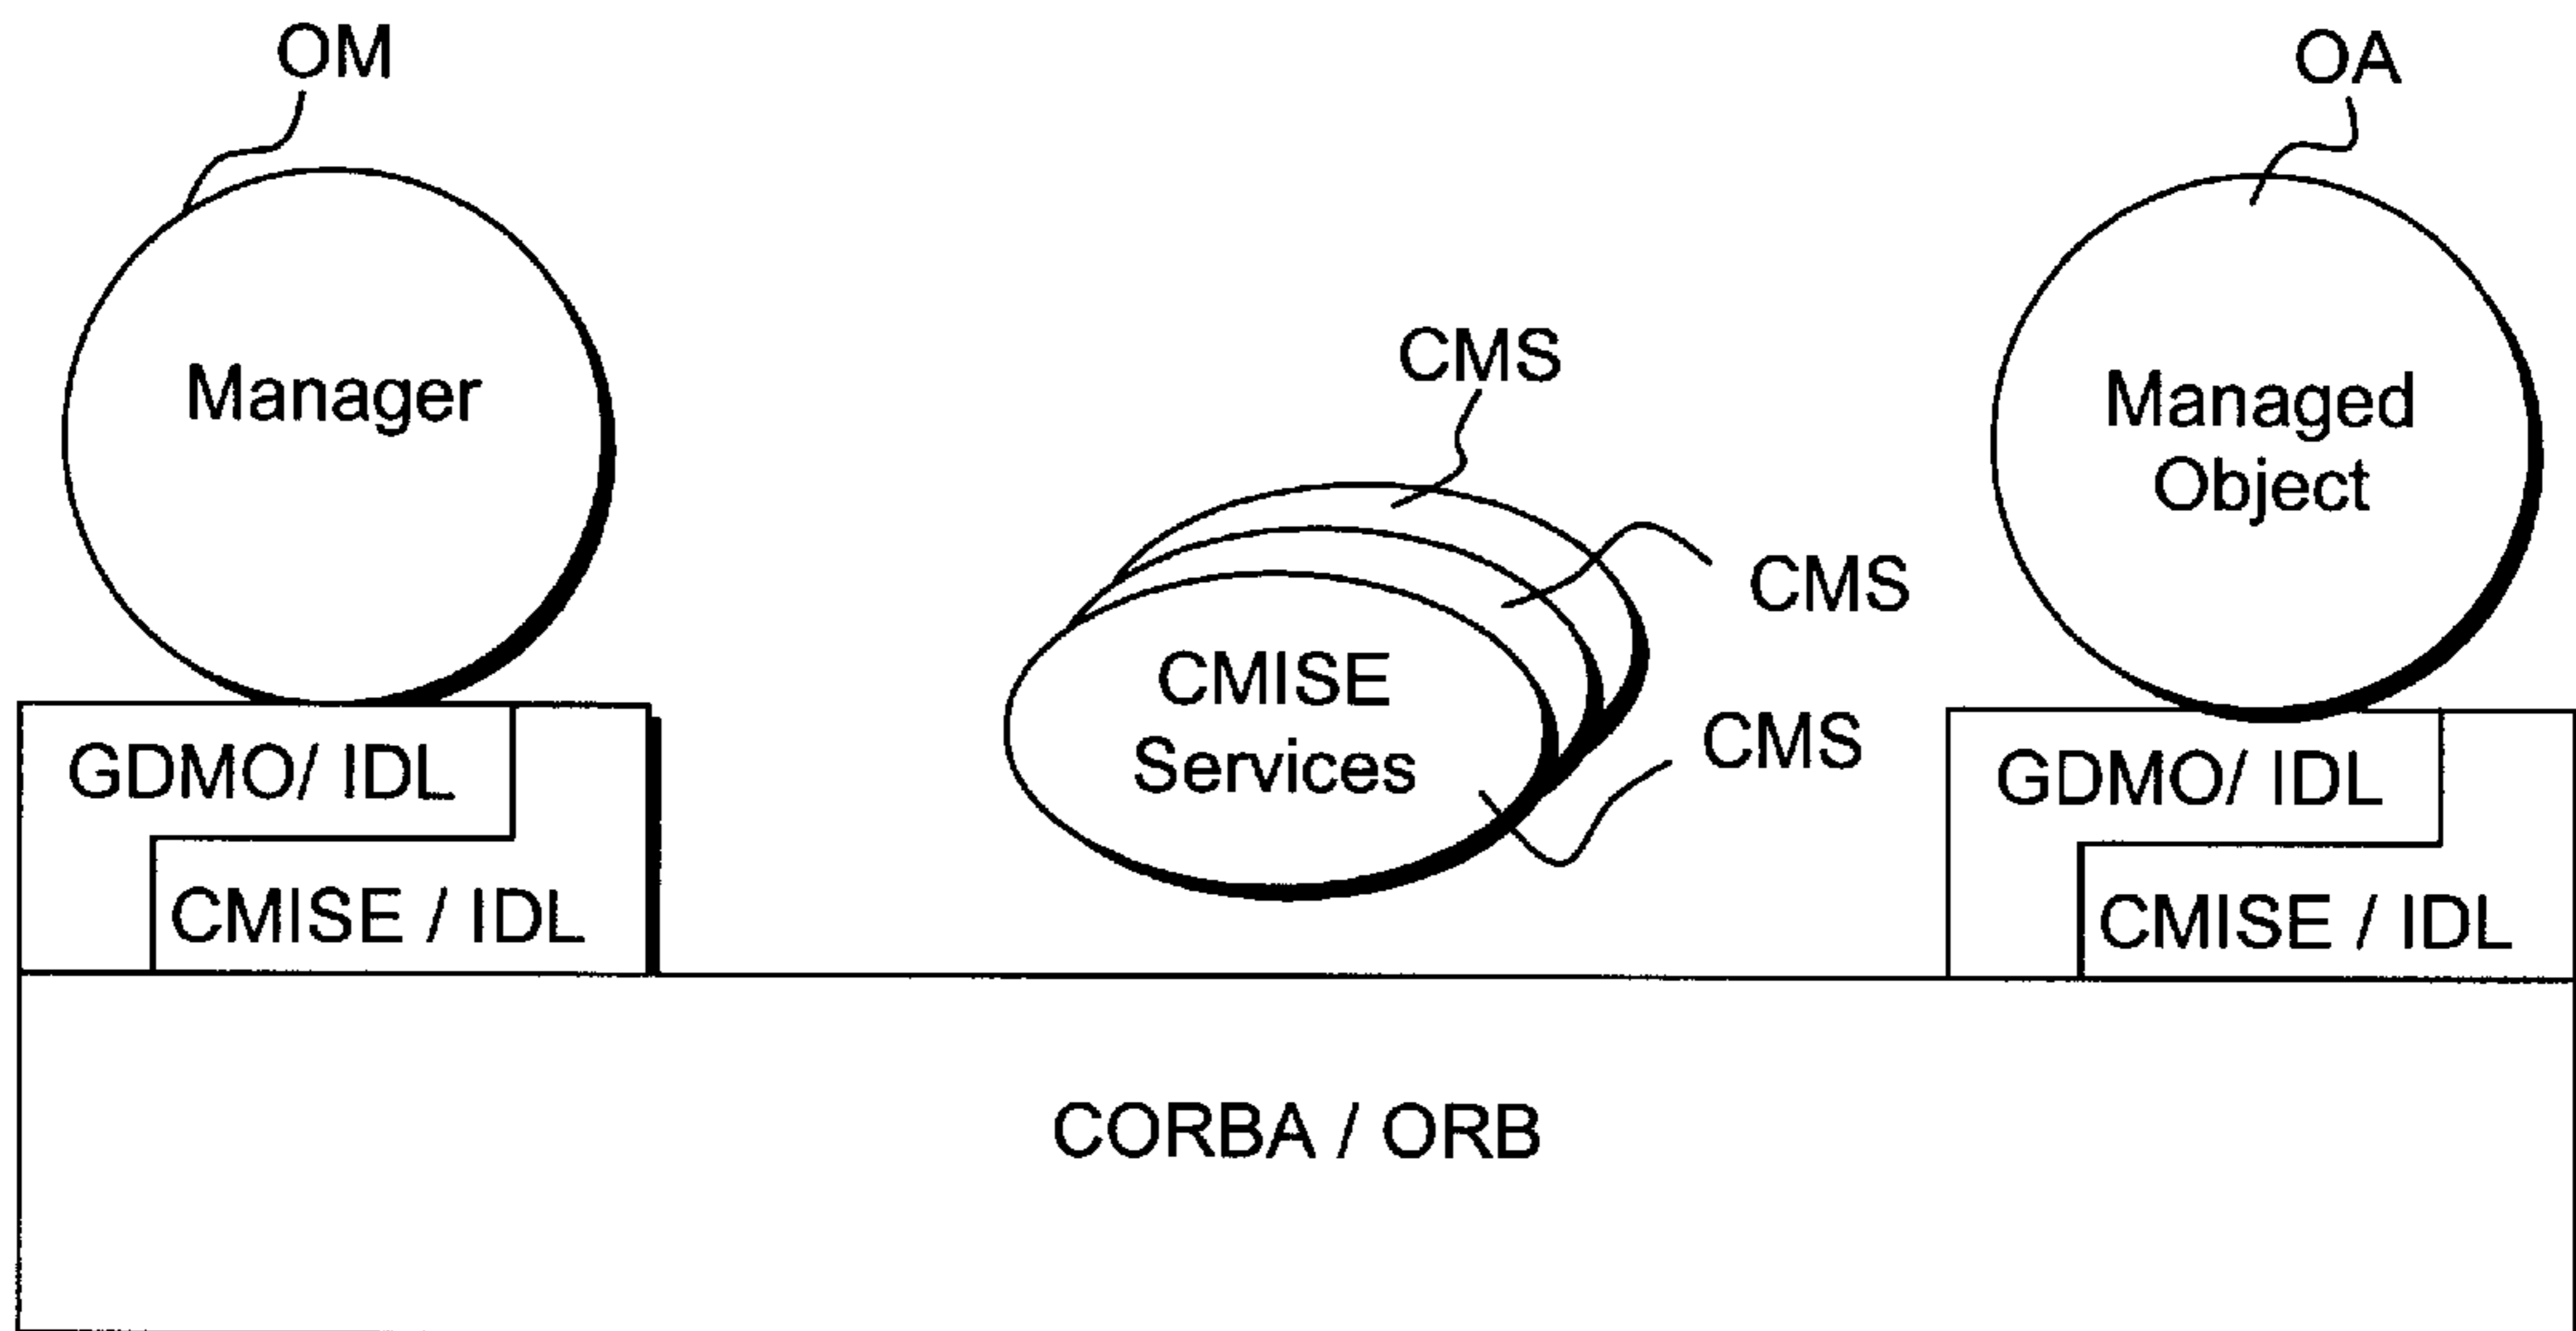 OM
OA
Manager
CMS
Managed
Object
CMS
CMISE
Services
CMS
GDMO/ IDL
GDMO/ IDL
CMISE / IDL
CMISE / IDL
CORBA / ORB